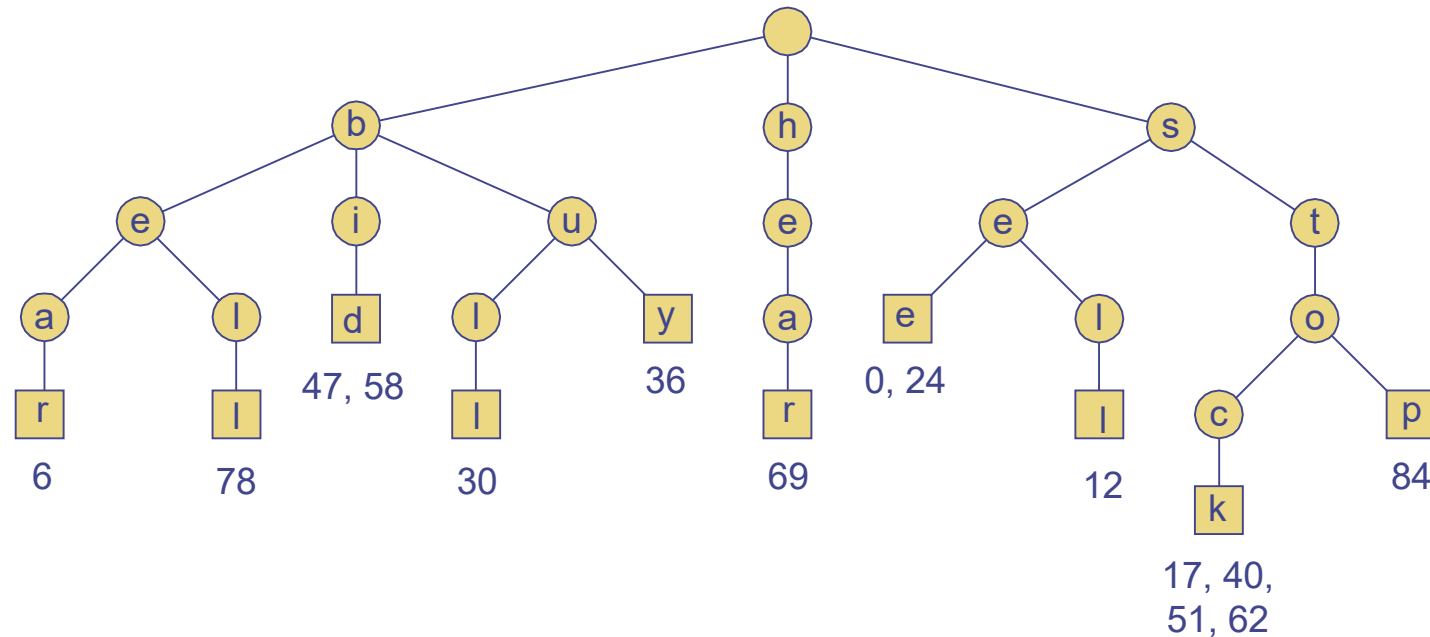 b h s
e i u e e t
a l d l y a e l o
47, 58 36 0, 24
r l l r l c p
6 78 30 69 12 84
k
17, 40,
51, 62